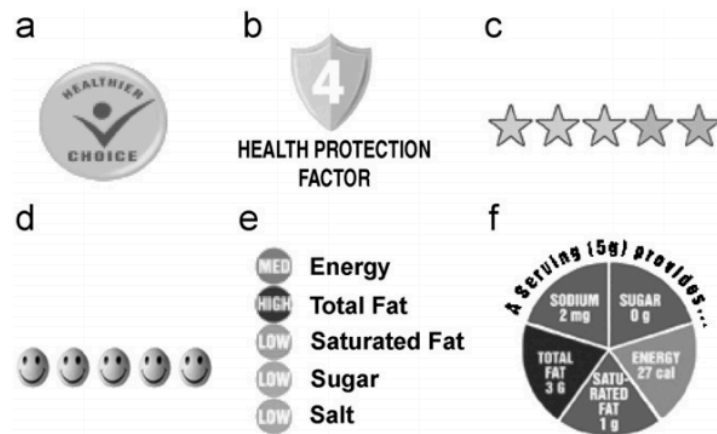 a
HEALTHIER
CHOICE
b
4
HEALTH PROTECTION
FACTOR
c
d
e
MED Energy
HIGH Total Fat
LOW Saturated Fat
LOW Sugar
LOW Salt
f
A Serving (5g) provides...
SODIUM
2 mg
SUGAR
0 g
TOTAL
FAT
3 G
ENERGY
27 cal
SATU-
RATED
FAT
1 g